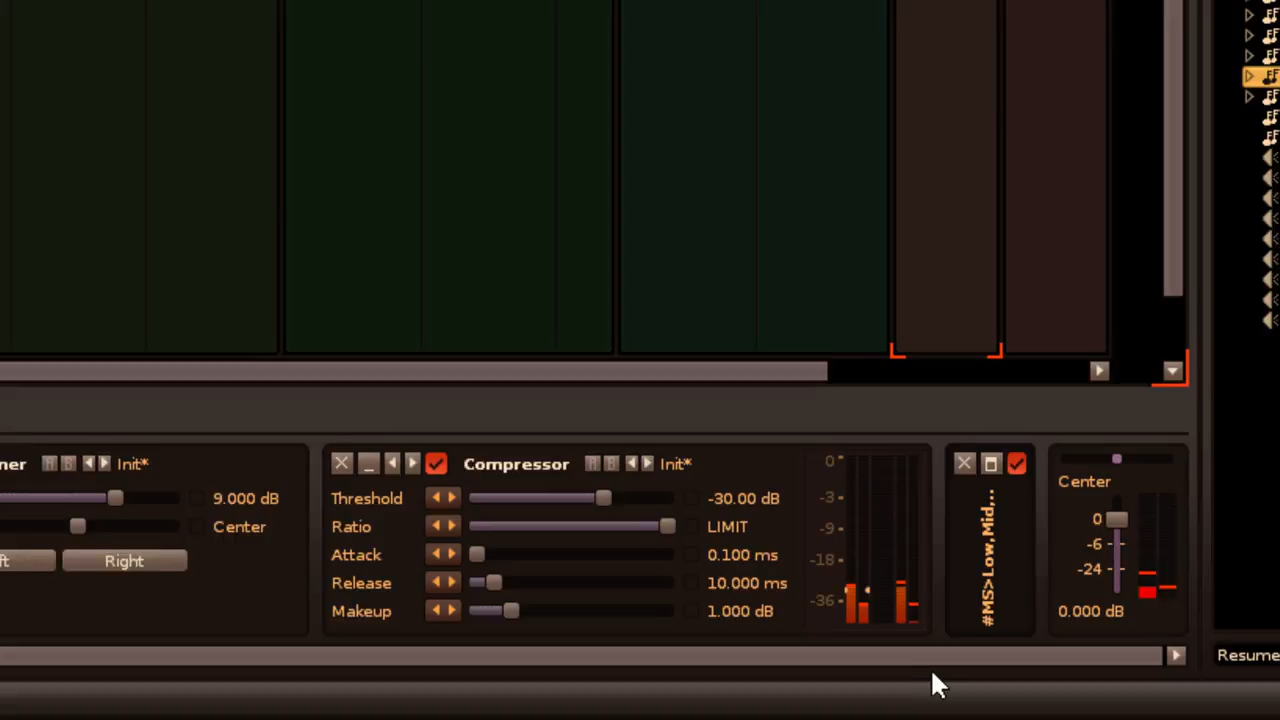 ner A B Init*
9.000 dB
Center
ft Right
Compressor A B Init*
Threshold -30.00 dB
Ratio LIMIT
Attack 0.100 ms
Release 10.000 ms
Makeup 1.000 dB
0
-3
-9
-18
-36
#MS>Low,Mid,..
Center
0
-6
-24
0.000 dB
Resume